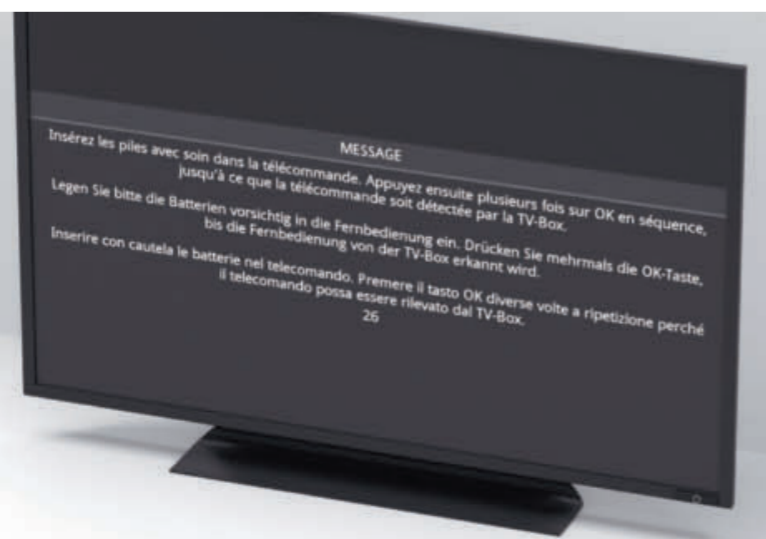 MESSAGE
Insérez les piles avec soin dans la télécommande. Appuyez ensuite plusieurs fois sur OK en séquence,
jusqu'à ce que la télécommande soit détectée par la TV-Box.
Legen Sie bitte die Batterien vorsichtig in die Fernbedienung ein. Drücken Sie mehrmals die OK-Taste,
bis die Fernbedienung von der TV-Box erkannt wird.
Inserire con cautela le batterie nel telecomando. Premere il tasto OK diverse volte a ripetizione perché
il telecomando possa essere rilevato dal TV-Box.
26